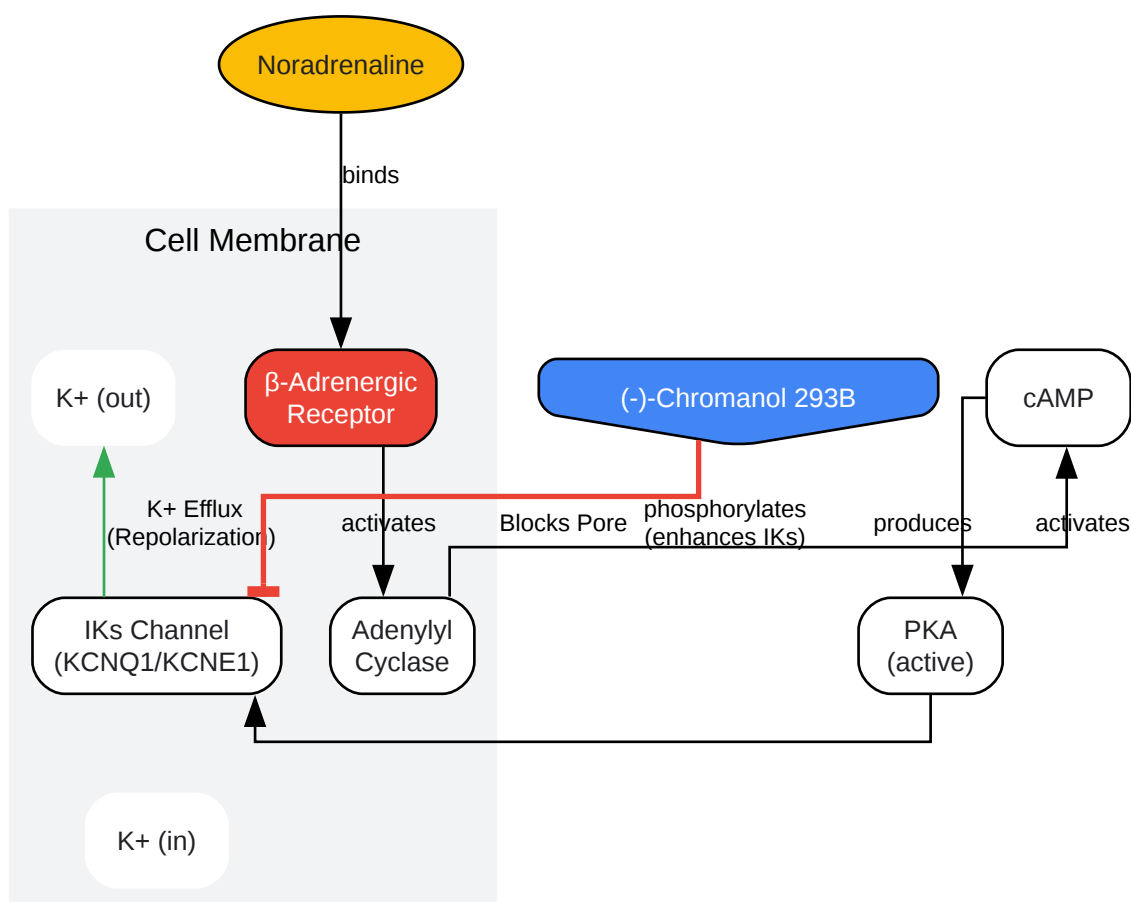 Noradrenaline
binds
Cell Membrane
K+ (out)
β-Adrenergic
Receptor
(-)-Chromanol 293B
cAMP
K+ Efflux
(Repolarization)
activates
Blocks Pore
phosphorylates
(enhances IKs)
produces
activates
IKs Channel
(KCNQ1/KCNE1)
Adenylyl
Cyclase
PKA
(active)
K+ (in)